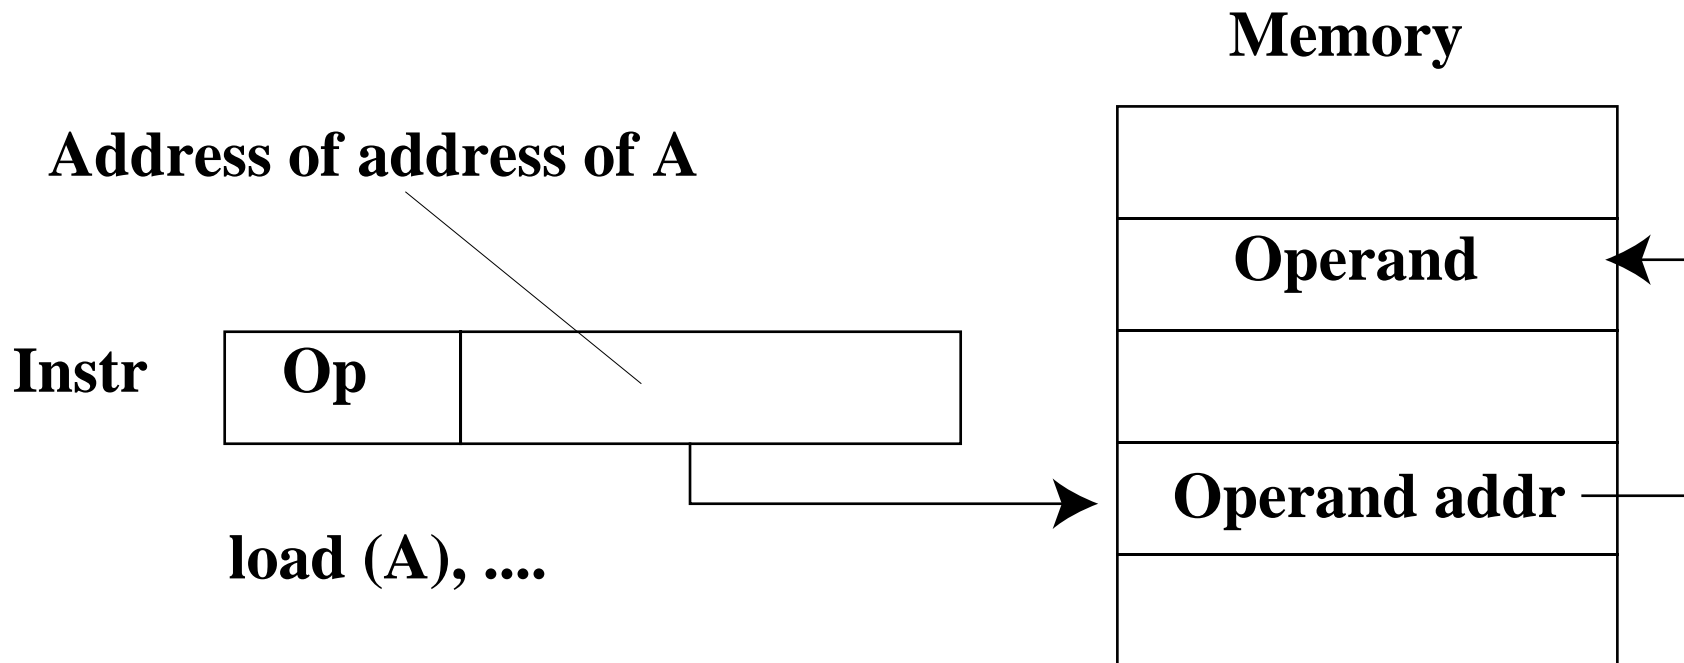 Memory
Address of address of A
Operand
Instr
Op
Operand addr
load (A), ....